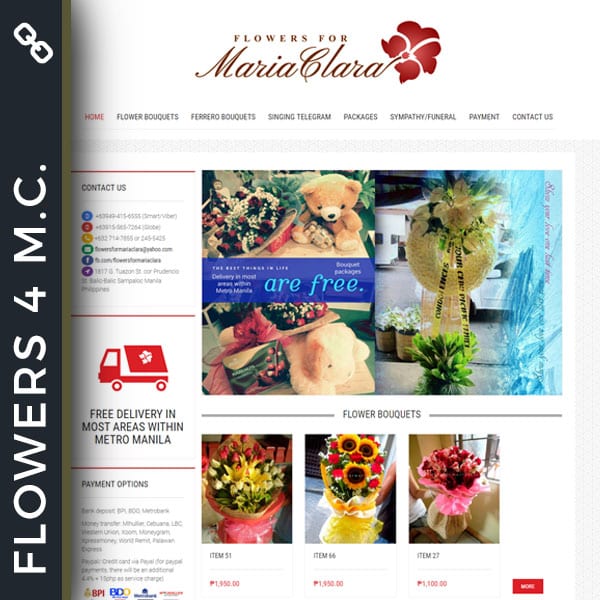 FLOWERS 4 M.C.
FLOWERS FOR
MariaClara
HOME FLOWER BOUQUETS FERRERO BOUQUETS SINGING TELEGRAM PACKAGES SYMPATHY/FUNERAL PAYMENT CONTACT US
CONTACT US
+63949-415-6555 (Smart/Viber)
+63915-563-7264 (Globe)
+632 714-7855 or 245-5425
flowersformariaclara@yahoo.com
fb.com/flowersformariaclara
1817 G. Tuazon St. cor Prudencio
St. Balic-Balic Sampaloc Manila
Philippines
THE BEST THINGS IN LIFE
are free.
Bouquet
packages
Delivery in most
areas within
Metro Manila
FREE DELIVERY IN
MOST AREAS WITHIN
METRO MANILA
PAYMENT OPTIONS
Bank deposit: BPI, BDO, Metrobank
Money transfer: Mlhuillier, Cebuana, LBC,
Western Union, Xoom, Moneygram,
Xpressmoney, World Remit, Palawan
Express
Paypal: Credit card via Paypal (for paypal
payments, there will be an additional
4.4% + 15php as service charge)
BPI BDO Metrobank
FLOWER BOUQUETS
ITEM 51
₱1,950.00
ITEM 66
₱1,950.00
ITEM 27
₱1,100.00
MORE